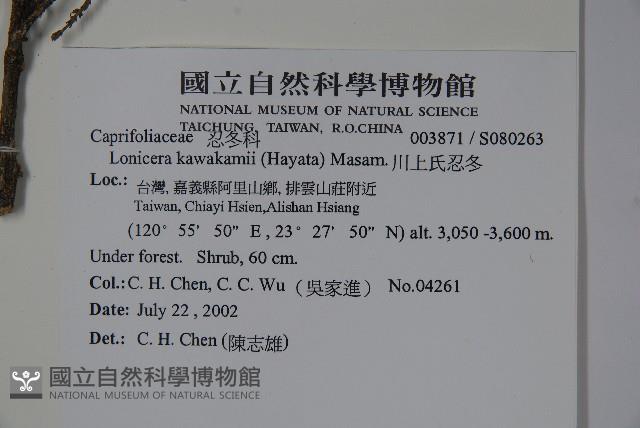 國立自然科學博物館
NATIONAL MUSEUM OF NATURAL SCIENCE
TAICHUNG, TAIWAN, R.O.CHINA
Caprifoliaceae 忍冬科 003871 / S080263
Lonicera kawakamii (Hayata) Masam. 川上氏忍冬
Loc.: 台灣, 嘉義縣阿里山鄉, 排雲山莊附近
Taiwan, Chiayi Hsien,Alishan Hsiang
(120° 55' 50" E , 23° 27' 50" N) alt. 3,050 -3,600 m.
Under forest. Shrub, 60 cm.
Col.: C. H. Chen, C. C. Wu (吳家進) No.04261
Date: July 22 , 2002
Det.: C. H. Chen (陳志雄)
國立自然科學博物館
NATIONAL MUSEUM OF NATURAL SCIENCE